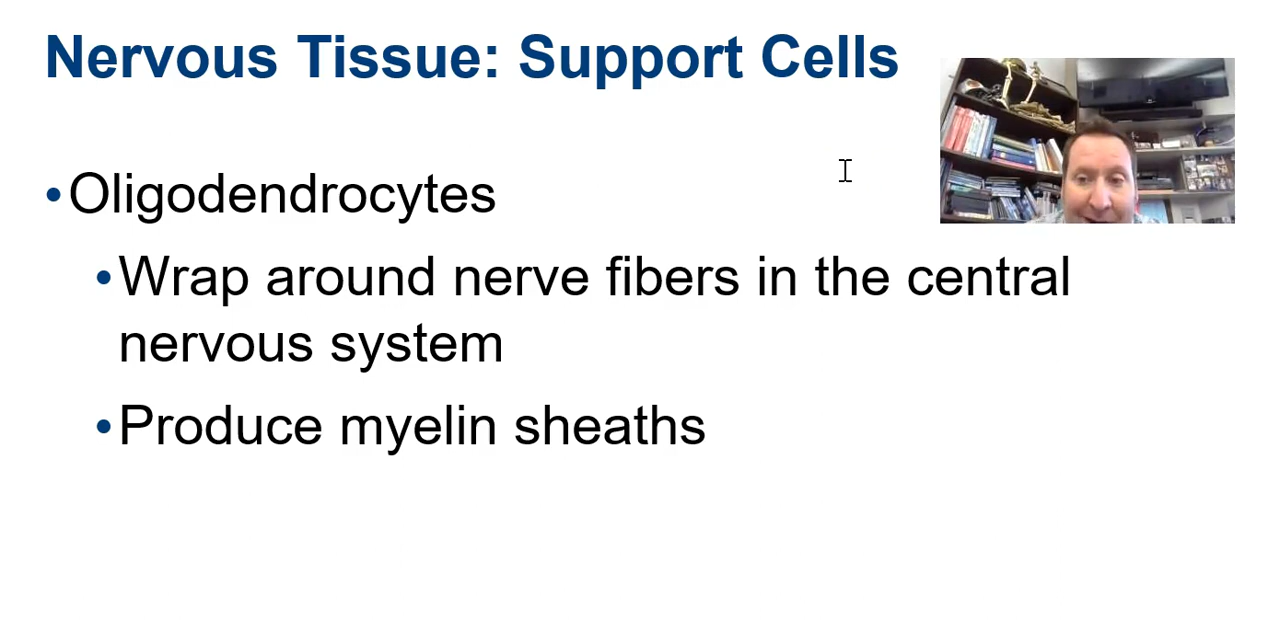 Nervous Tissue: Support Cells
•Oligodendrocytes
•Wrap around nerve fibers in the central
nervous system
•Produce myelin sheaths